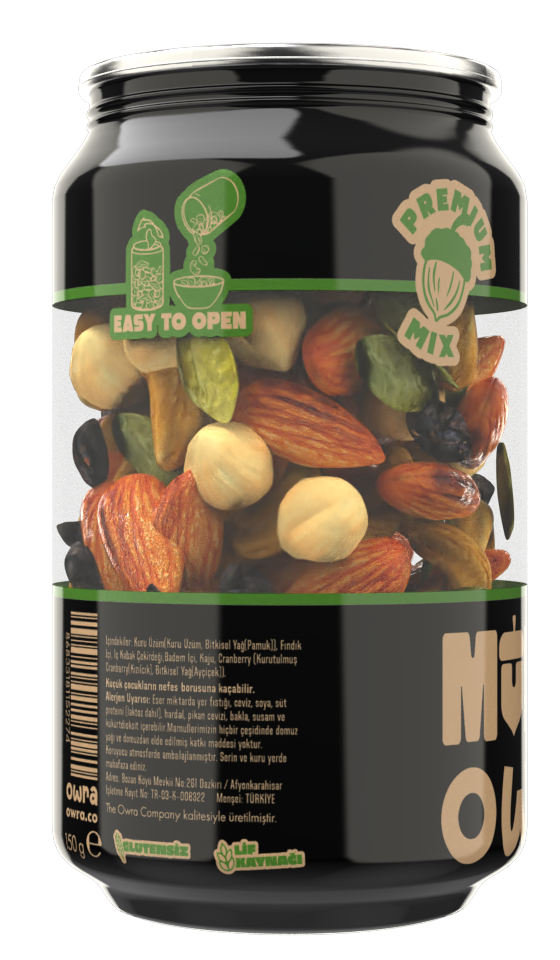 PREMIUM
MIX
EASY TO OPEN
İçindekiler: Kuru Üzüm(Kuru Üzüm, Bitkisel Yağ(Pamuk)), Fındık
İçi, İç Kabak Çekirdeği,Badem İçi, Kaju, Cranberry (Kurutulmuş
Cranberry(Kızılcık), Bitkisel Yağ(Ayçiçek)).
Küçük çocukların nefes borusuna kaçabilir.
Alerjen Uyarısı: Eser miktarda yer fıstığı, ceviz, soya, süt
proteini (laktoz dahil), hardal, pikan cevizi, bakla, susam ve
kükürtdioksit içerebilir.Mamullerimizin hiçbir çeşidinde domuz
yağı ve domuzdan elde edilmiş katkı maddesi yoktur.
Koruyucu atmosferde ambalajlanmıştır. Serin ve kuru yerde
muhafaza ediniz.
Adres: Bozan Köyü Mevkii No:261 Dazkırı / Afyonkarahisar
İşletme Kayıt No: TR-03-K-008922 Menşei: TÜRKİYE
The Owra Company kalitesiyle üretilmiştir.
owra
owra.co
150 g e
GLUTENSİZ
LİF
KAYNAĞI